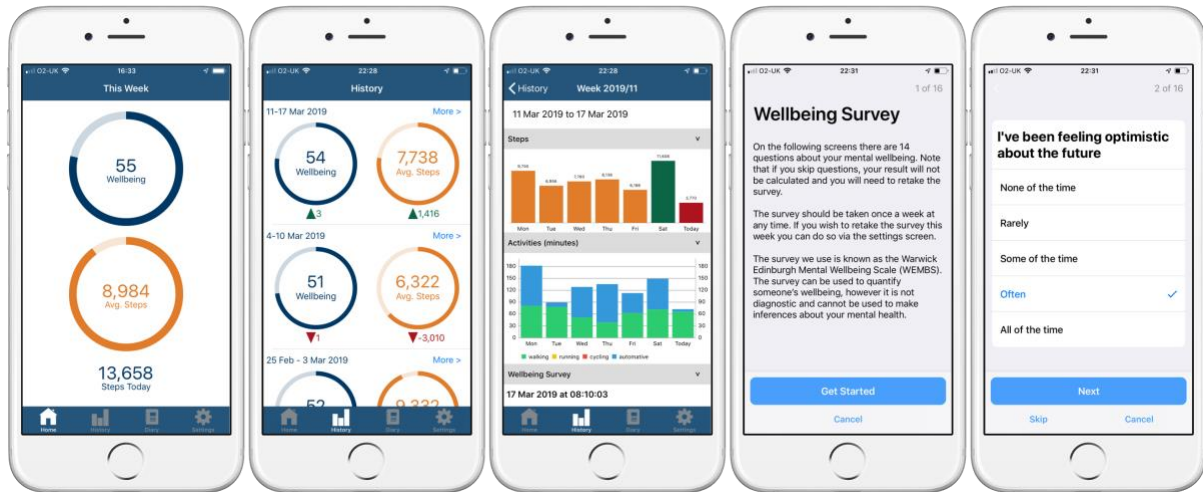 O2-UK
16:33
This Week
55
Wellbeing
8,984
Avg. Steps
13,658
Steps Today
Home
History
Diary
Settings
O2-UK
22:28
History
11-17 Mar 2019
More >
54
Wellbeing
7,738
Avg. Steps
3
1,416
4-10 Mar 2019
More >
51
Wellbeing
6,322
Avg. Steps
1
-3,010
25 Feb - 3 Mar 2019
More >
52
9,332
Home
History
Diary
Settings
O2-UK
22:28
History
Week 2019/11
11 Mar 2019 to 17 Mar 2019
Steps
Mon Tue Wed Thu Fri Sat Today
Activities (minutes)
180 180
150 150
120 120
90 90
60 60
30 30
0 0
Mon Tue Wed Thu Fri Sat Today
walking running cycling automotive
Wellbeing Survey
17 Mar 2019 at 08:10:03
Home
History
Diary
Settings
O2-UK
22:31
1 of 16
Wellbeing Survey
On the following screens there are 14
questions about your mental wellbeing. Note
that if you skip questions, your result will not
be calculated and you will need to retake the
survey.
The survey should be taken once a week at
any time. If you wish to retake the survey this
week you can do so via the settings screen.
The survey we use is known as the Warwick
Edinburgh Mental Wellbeing Scale (WEMBS).
The survey can be used to quantify
someone's wellbeing, however it is not
diagnostic and cannot be used to make
inferences about your mental health.
Get Started
Cancel
O2-UK
22:31
2 of 16
I've been feeling optimistic
about the future
None of the time
Rarely
Some of the time
Often
All of the time
Next
Skip
Cancel